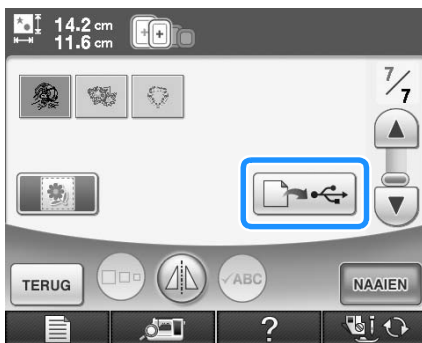 14.2 cm
11.6 cm
7/7
TERUG
✓ABC
NAAIEN
?